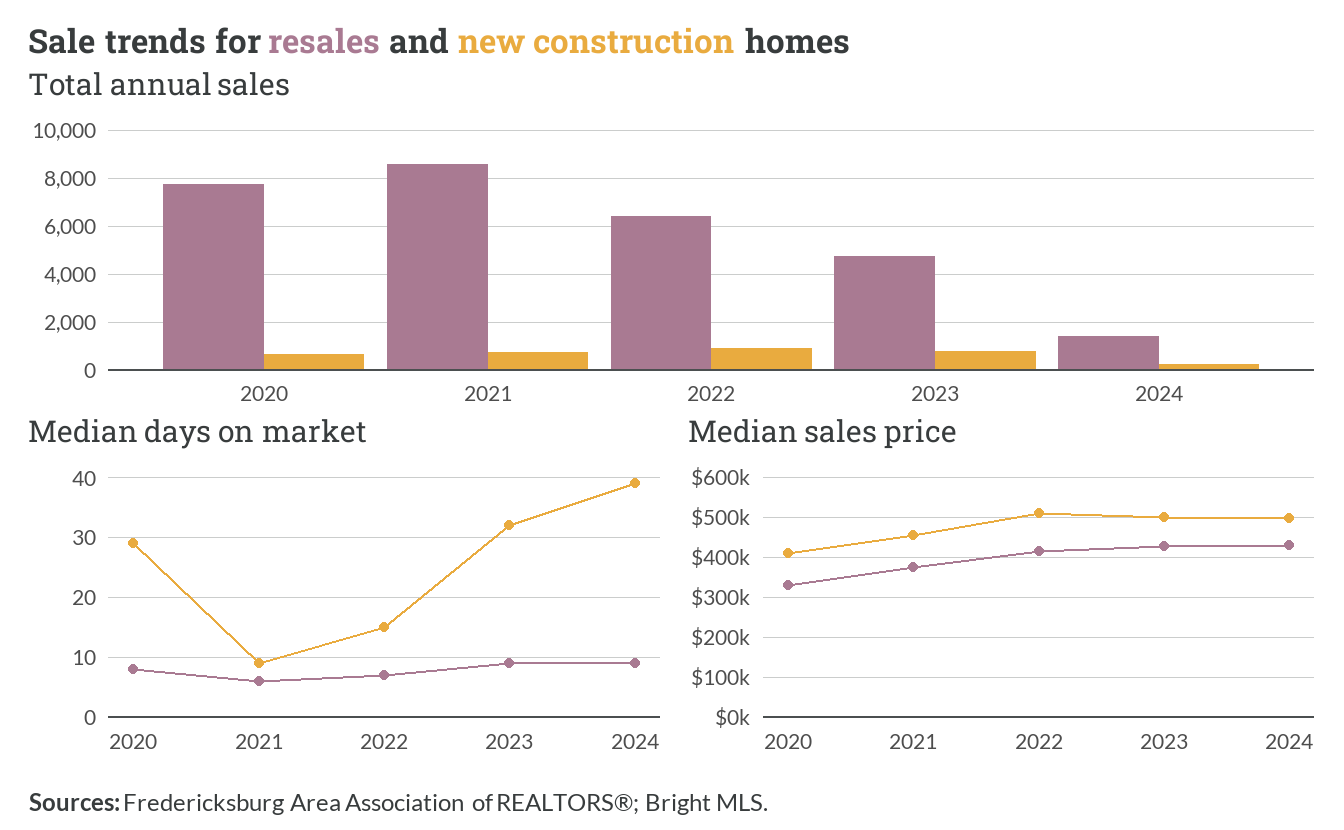 Sale trends for resales and new construction homes
Total annual sales
10,000
8,000
6,000
4,000
2,000
0
2020 2021 2022 2023 2024
Median days on market
40
30
20
10
0
2020 2021 2022 2023 2024
Median sales price
$600k
$500k
$400k
$300k
$200k
$100k
$0k
2020 2021 2022 2023 2024
Sources: Fredericksburg Area Association of REALTORS®; Bright MLS.